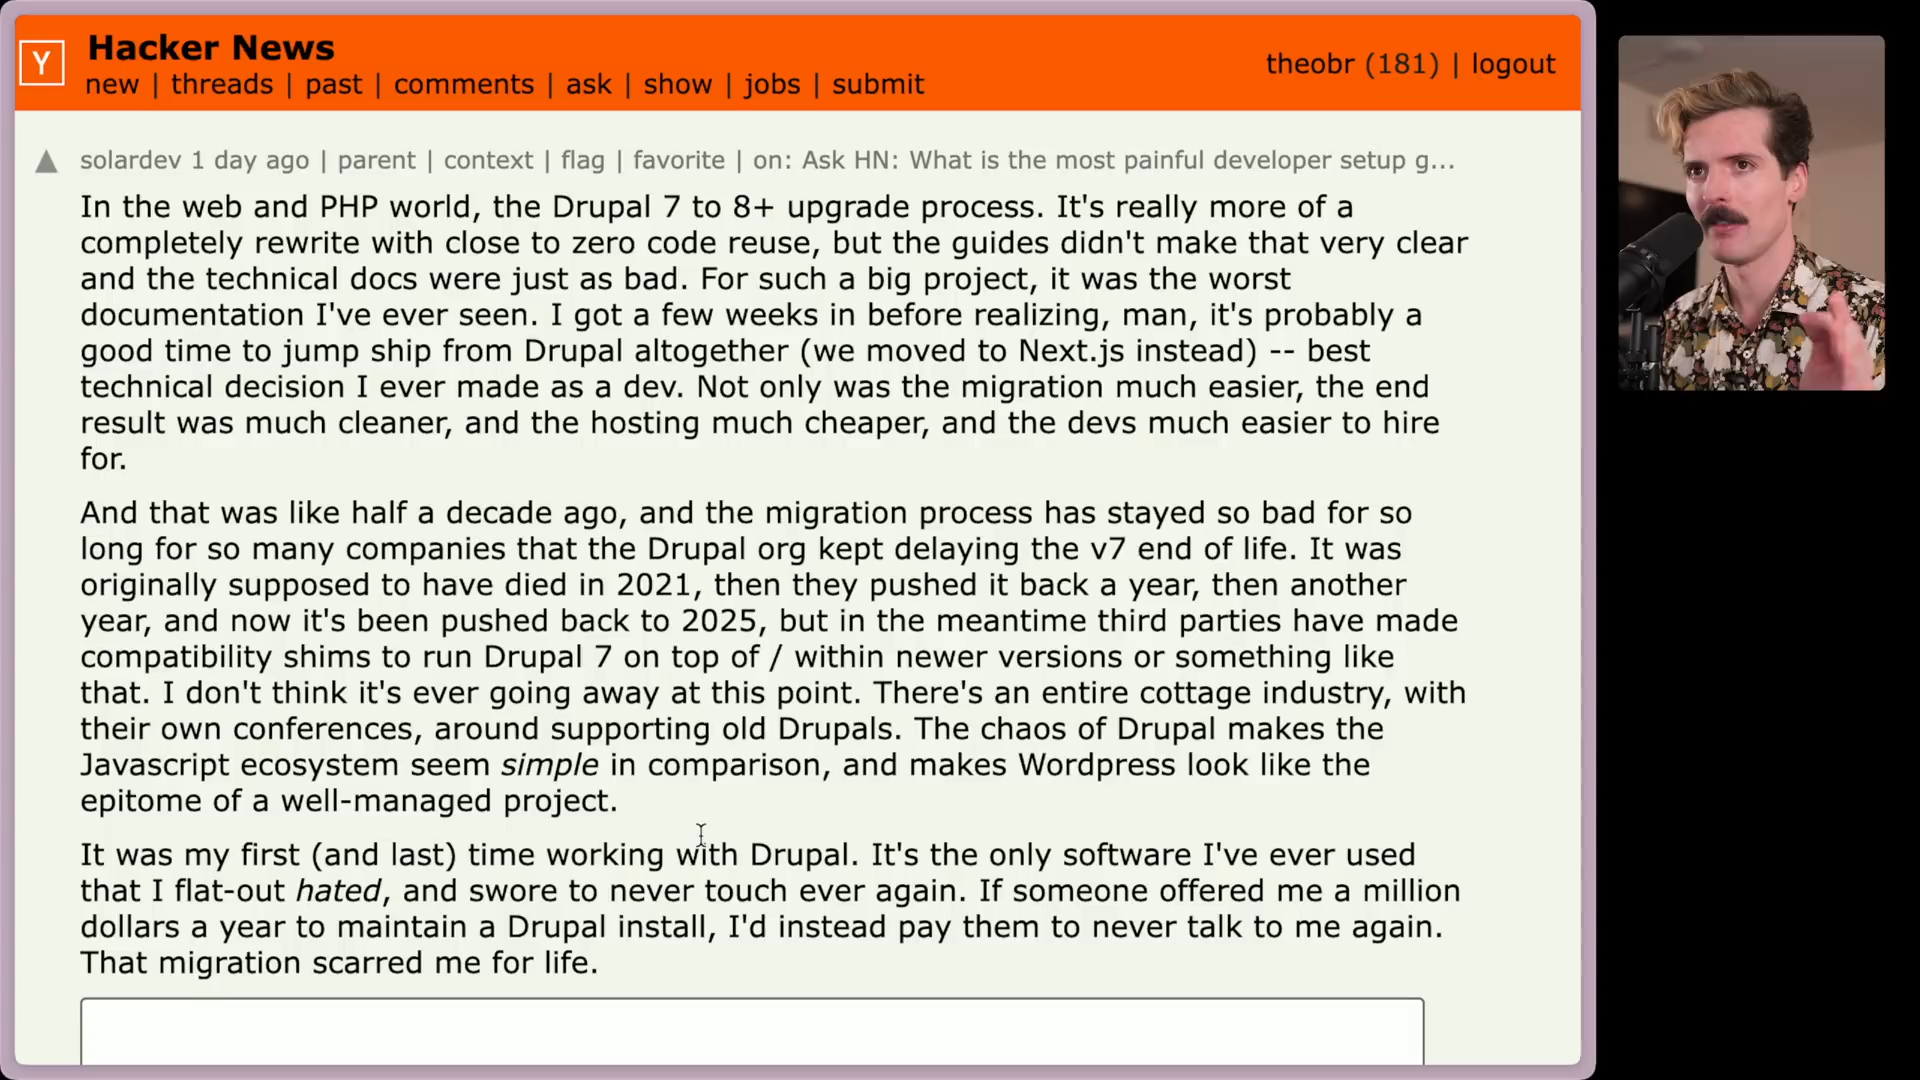 Y
Hacker News
new | threads | past | comments | ask | show | jobs | submit
theobr (181) | logout
solardev 1 day ago | parent | context | flag | favorite | on: Ask HN: What is the most painful developer setup g...
In the web and PHP world, the Drupal 7 to 8+ upgrade process. It's really more of a
completely rewrite with close to zero code reuse, but the guides didn't make that very clear
and the technical docs were just as bad. For such a big project, it was the worst
documentation I've ever seen. I got a few weeks in before realizing, man, it's probably a
good time to jump ship from Drupal altogether (we moved to Next.js instead) -- best
technical decision I ever made as a dev. Not only was the migration much easier, the end
result was much cleaner, and the hosting much cheaper, and the devs much easier to hire
for.
And that was like half a decade ago, and the migration process has stayed so bad for so
long for so many companies that the Drupal org kept delaying the v7 end of life. It was
originally supposed to have died in 2021, then they pushed it back a year, then another
year, and now it's been pushed back to 2025, but in the meantime third parties have made
compatibility shims to run Drupal 7 on top of / within newer versions or something like
that. I don't think it's ever going away at this point. There's an entire cottage industry, with
their own conferences, around supporting old Drupals. The chaos of Drupal makes the
Javascript ecosystem seem simple in comparison, and makes Wordpress look like the
epitome of a well-managed project.
It was my first (and last) time working with Drupal. It's the only software I've ever used
that I flat-out hated, and swore to never touch ever again. If someone offered me a million
dollars a year to maintain a Drupal install, I'd instead pay them to never talk to me again.
That migration scarred me for life.